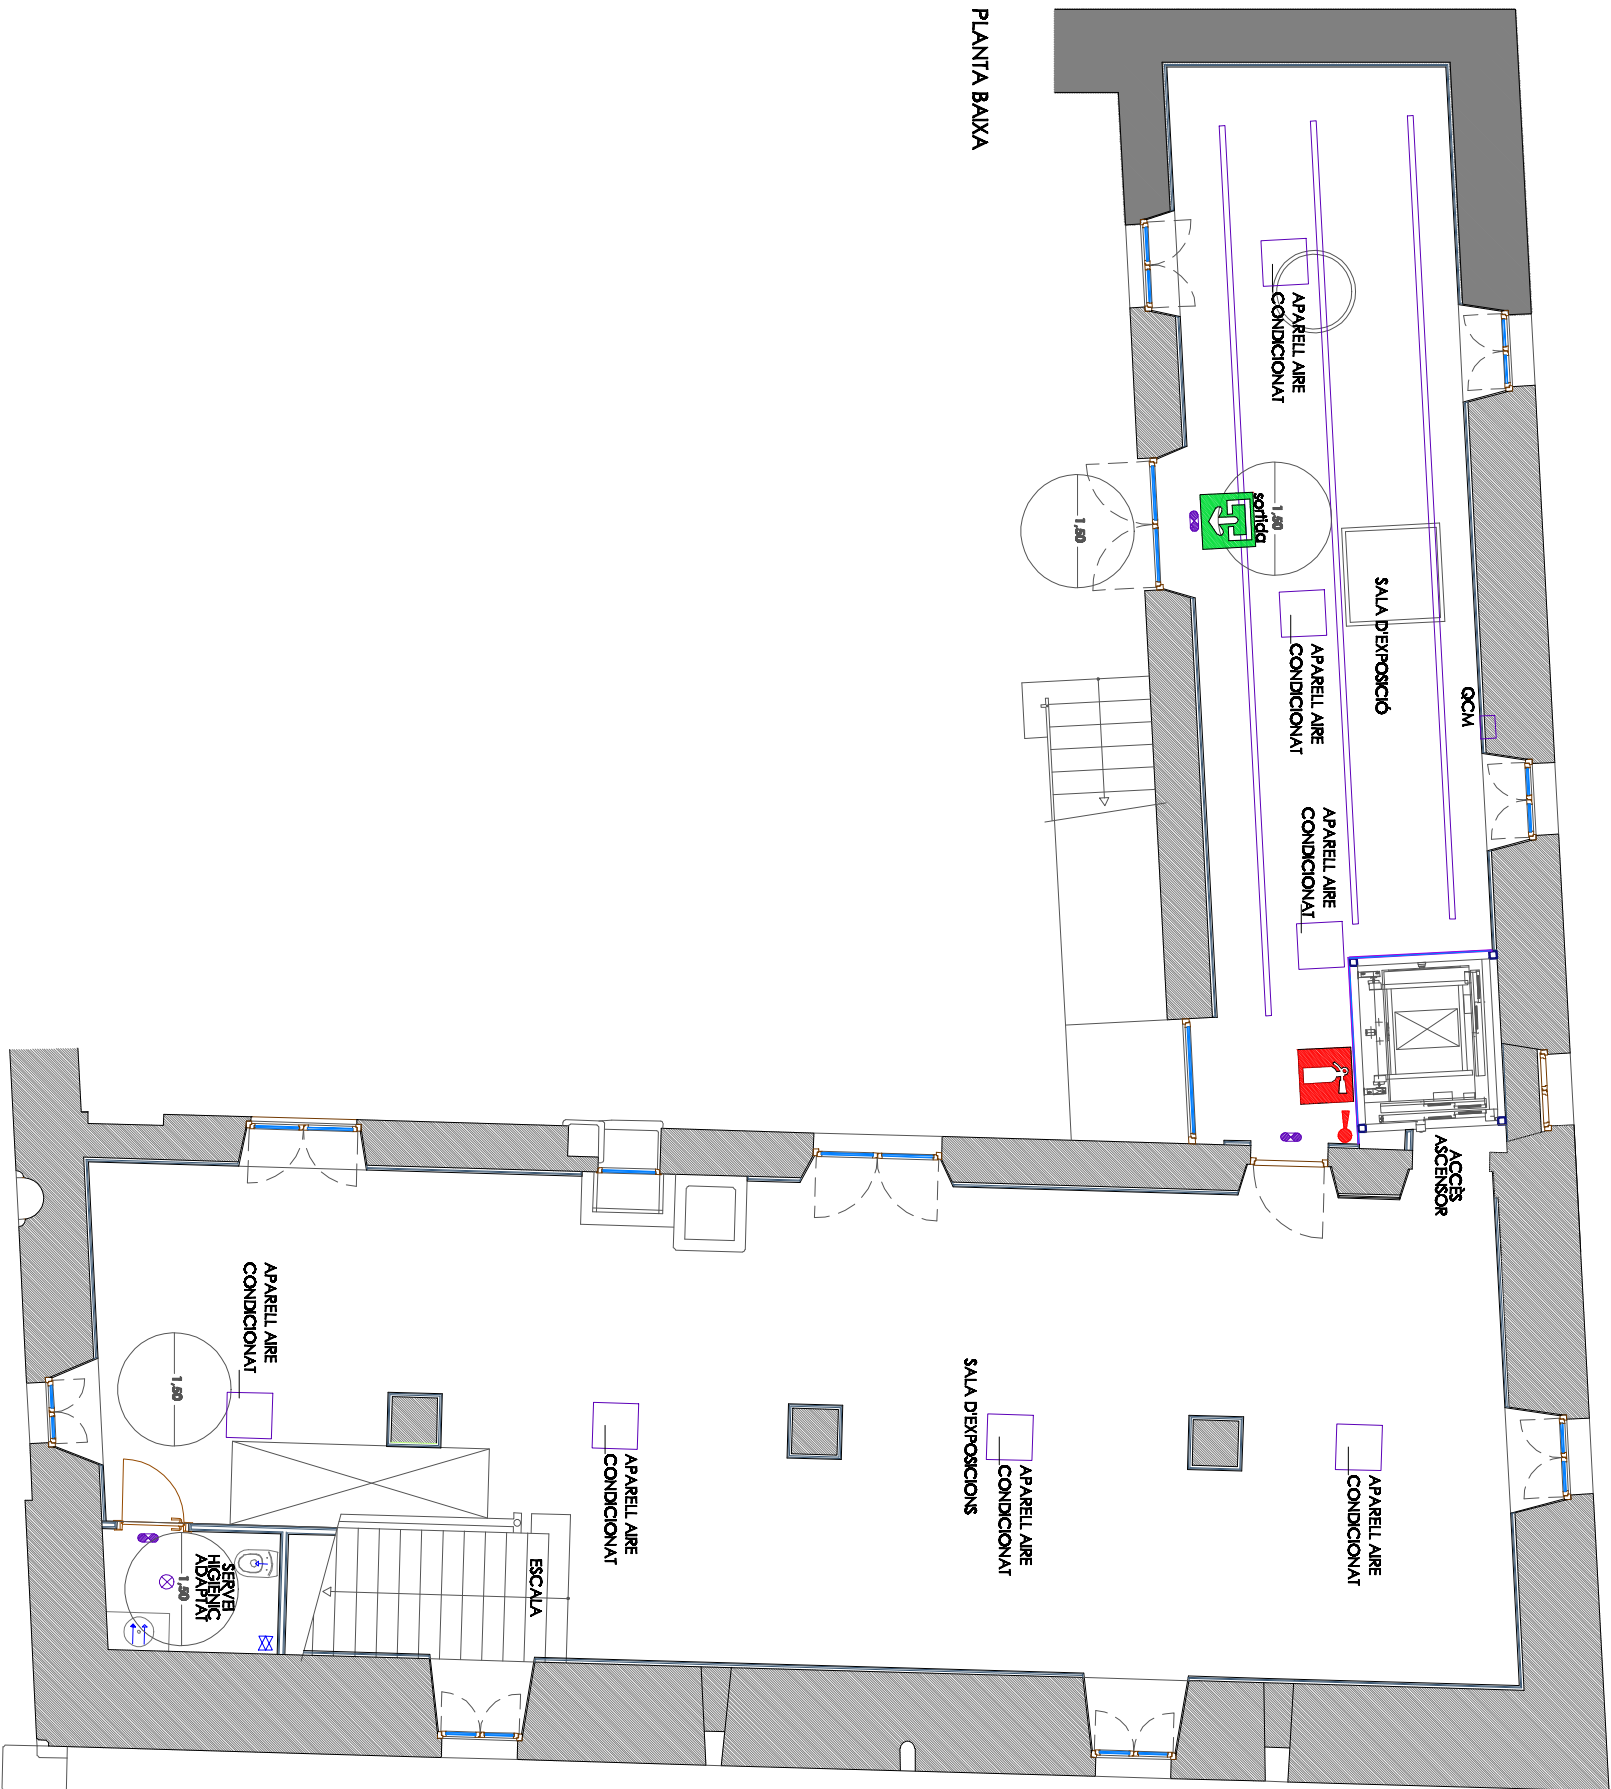 PLANTA BAIXA
APARELL AIRE
CONDICIONAT
sortida
1,50
1,50
SALA D'EXPOSICIÓ
APARELL AIRE
CONDICIONAT
QCM
APARELL AIRE
CONDICIONAT
ACCÈS
ASCENSOR
APARELL AIRE
CONDICIONAT
1,50
SALA D'EXPOSICIONS
APARELL AIRE
CONDICIONAT
APARELL AIRE
CONDICIONAT
APARELL AIRE
CONDICIONAT
ESCALA
SERVEI
HIGIENIC
ADAPTAT
1,50